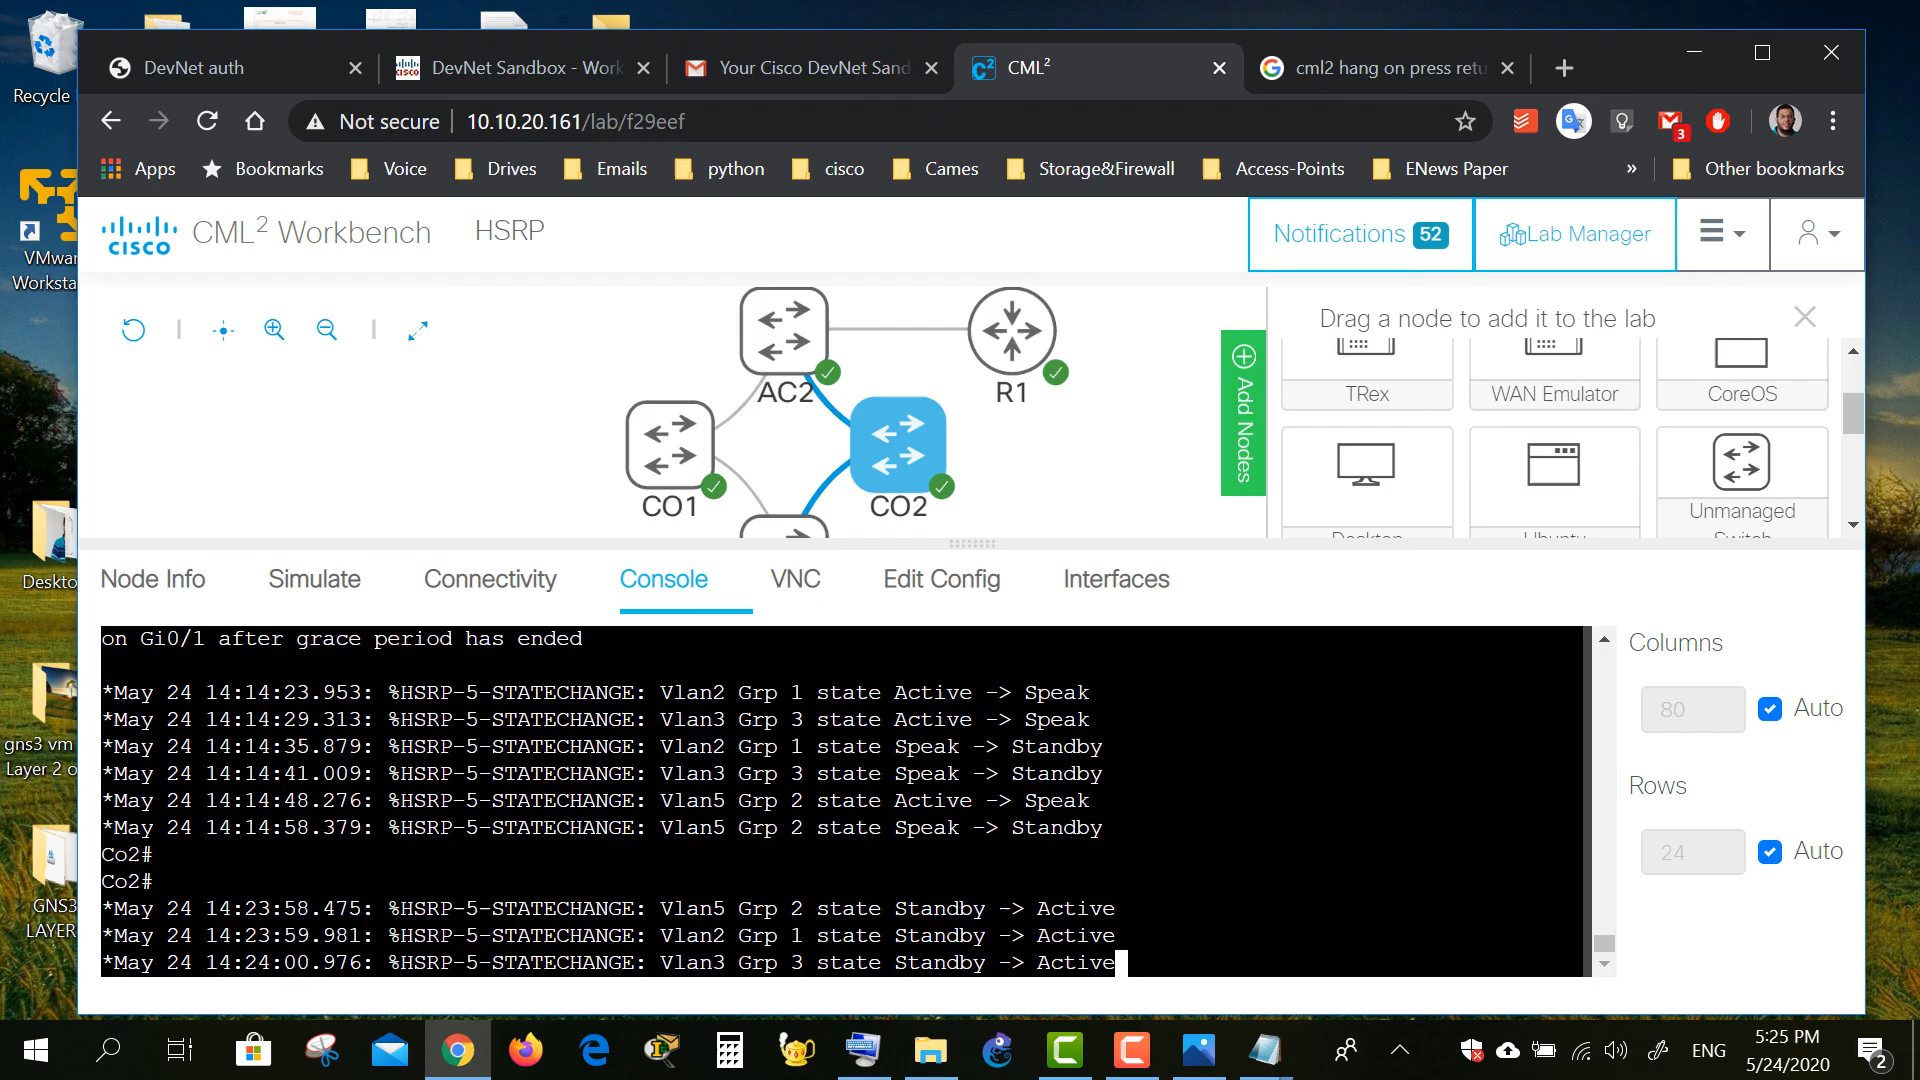 DevNet auth
DevNet Sandbox - Work
Your Cisco DevNet Sand
CML²
cml2 hang on press retu
Recycle
Not secure
10.10.20.161/lab/f29eef
3
Apps
Bookmarks
Voice
Drives
Emails
python
cisco
Cames
Storage&Firewall
Access-Points
ENews Paper
»
Other bookmarks
CISCO
CML² Workbench
HSRP
Notifications 52
Lab Manager
VMwar
Worksta
Drag a node to add it to the lab
AC2
R1
CO1
CO2
Add Nodes
TRex
WAN Emulator
CoreOS
Desktop
Ubuntu
Unmanaged
Switch
Deskto
Node Info
Simulate
Connectivity
Console
VNC
Edit Config
Interfaces
on Gi0/1 after grace period has ended
*May 24 14:14:23.953: %HSRP-5-STATECHANGE: Vlan2 Grp 1 state Active -> Speak
*May 24 14:14:29.313: %HSRP-5-STATECHANGE: Vlan3 Grp 3 state Active -> Speak
*May 24 14:14:35.879: %HSRP-5-STATECHANGE: Vlan2 Grp 1 state Speak -> Standby
*May 24 14:14:41.009: %HSRP-5-STATECHANGE: Vlan3 Grp 3 state Speak -> Standby
*May 24 14:14:48.276: %HSRP-5-STATECHANGE: Vlan5 Grp 2 state Active -> Speak
*May 24 14:14:58.379: %HSRP-5-STATECHANGE: Vlan5 Grp 2 state Speak -> Standby
Co2#
Co2#
*May 24 14:23:58.475: %HSRP-5-STATECHANGE: Vlan5 Grp 2 state Standby -> Active
*May 24 14:23:59.981: %HSRP-5-STATECHANGE: Vlan2 Grp 1 state Standby -> Active
*May 24 14:24:00.976: %HSRP-5-STATECHANGE: Vlan3 Grp 3 state Standby -> Active
Columns
80
Auto
Rows
24
Auto
gns3 vm
Layer 2 o
GNS3
LAYER
ENG
5:25 PM
5/24/2020
2